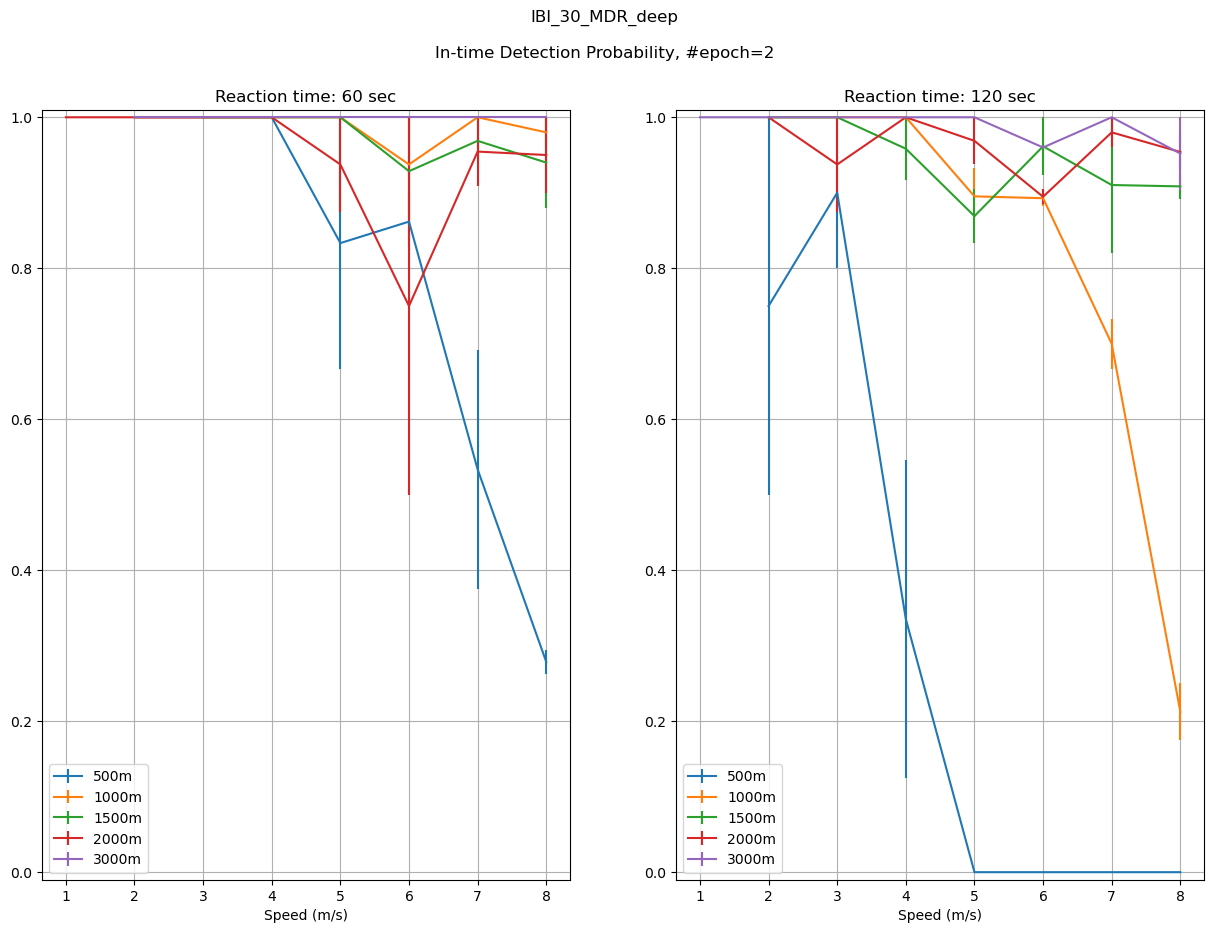 IBI_30_MDR_deep
In-time Detection Probability, #epoch=2
Reaction time: 60 sec
1.0
0.8
0.6
0.4
0.2
0.0
500m
1000m
1500m
2000m
3000m
1 2 3 4 5 6 7 8
Speed (m/s)
Reaction time: 120 sec
1.0
0.8
0.6
0.4
0.2
0.0
500m
1000m
1500m
2000m
3000m
1 2 3 4 5 6 7 8
Speed (m/s)